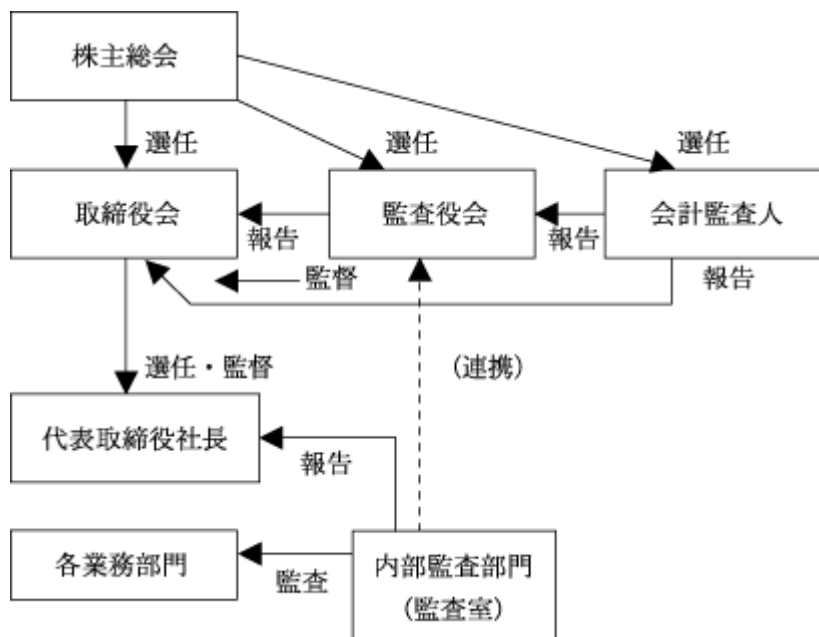 株主総会
選任
選任
選任
取締役会
監査役会
会計監査人
報告
報告
報告
監督
選任・監督
(連携)
代表取締役社長
報告
各業務部門
監査
内部監査部門
(監査室)